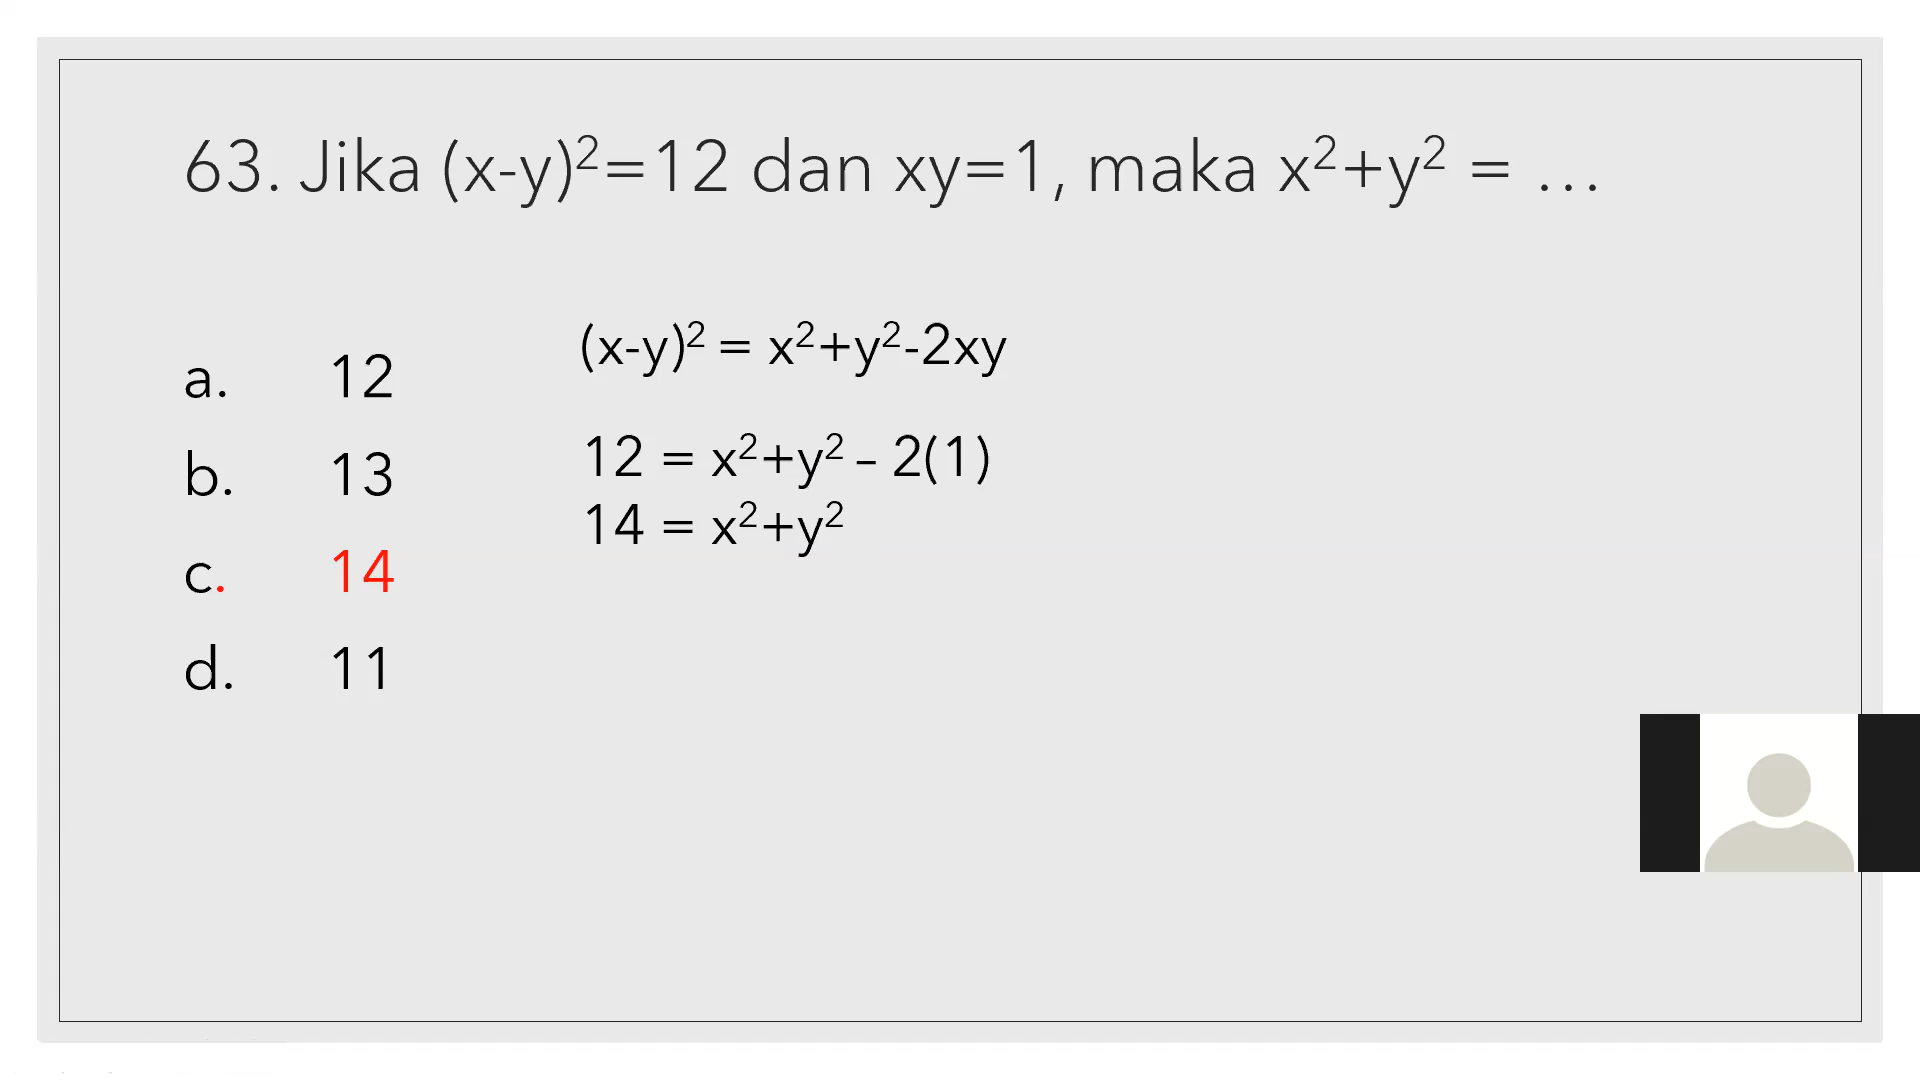 63. Jika (x-y)²=12 dan xy=1, maka x²+y² = ...
a. 12
b. 13
c. 14
d. 11
(x-y)² = x²+y²-2xy
12 = x²+y² – 2(1)
14 = x²+y²